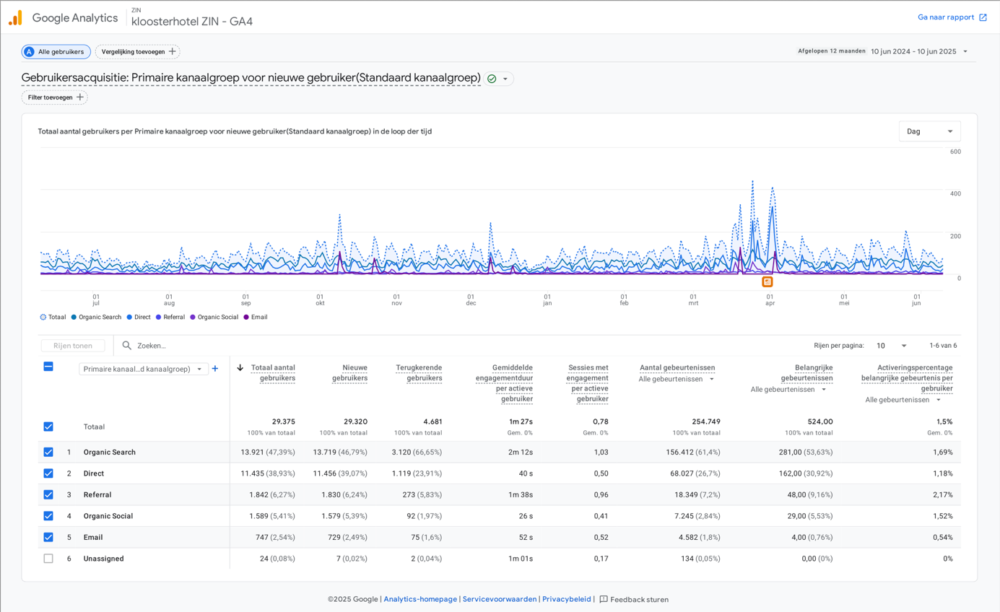 Google Analytics
ZIN
kloosterhotel ZIN - GA4
Ga naar rapport
A Alle gebruikers
Vergelijking toevoegen
Afgelopen 12 maanden 10 jun 2024 - 10 jun 2025
Gebruikersacquisitie: Primaire kanaalgroep voor nieuwe gebruiker(Standaard kanaalgroep)
Filter toevoegen
Totaal aantal gebruikers per Primaire kanaalgroep voor nieuwe gebruiker(Standaard kanaalgroep) in de loop der tijd
Dag
600
400
200
0
01 01 01 01 01 01 01 01 01 01 01 01
jul aug sep okt nov dec jan feb mrt apr mei jun
Totaal Organic Search Direct Referral Organic Social Email
Rijen tonen
Zoeken...
Rijen per pagina: 10 1-6 van 6
Primaire kanaal...d kanaalgroep)
Totaal aantal
gebruikers
Nieuwe
gebruikers
Terugkerende
gebruikers
Gemiddelde
engagementduur
per actieve
gebruiker
Sessies met
engagement
per actieve
gebruiker
Aantal gebeurtenissen
Alle gebeurtenissen
Belangrijke
gebeurtenissen
Alle gebeurtenissen
Activeringspercentage
belangrijke gebeurtenis per
gebruiker
Alle gebeurtenissen
Totaal 29.375 29.320 4.681 1m 27s 0,78 254.749 524,00 1,5%
100% van totaal 100% van totaal 100% van totaal Gem. 0% Gem. 0% 100% van totaal 100% van totaal Gem. 0%
1 Organic Search 13.921 (47,39%) 13.719 (46,79%) 3.120 (66,65%) 2m 12s 1,03 156.412 (61,4%) 281,00 (53,63%) 1,69%
2 Direct 11.435 (38,93%) 11.456 (39,07%) 1.119 (23,91%) 40 s 0,50 68.027 (26,7%) 162,00 (30,92%) 1,18%
3 Referral 1.842 (6,27%) 1.830 (6,24%) 273 (5,83%) 1m 38s 0,96 18.349 (7,2%) 48,00 (9,16%) 2,17%
4 Organic Social 1.589 (5,41%) 1.579 (5,39%) 92 (1,97%) 26 s 0,41 7.245 (2,84%) 29,00 (5,53%) 1,52%
5 Email 747 (2,54%) 729 (2,49%) 75 (1,6%) 52 s 0,52 4.582 (1,8%) 4,00 (0,76%) 0,54%
6 Unassigned 24 (0,08%) 7 (0,02%) 2 (0,04%) 1m 01s 0,17 134 (0,05%) 0,00 (0%) 0%
©2025 Google | Analytics-homepage | Servicevoorwaarden | Privacybeleid | Feedback sturen